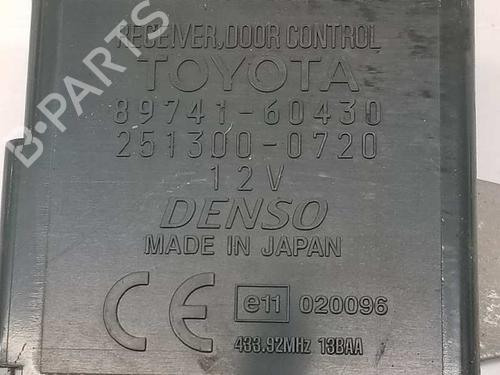 RECEIVER,DOOR CONTROL
TOYOTA
89741-60430
251300-0720
12V
DENSO
MADE IN JAPAN
CE e11 020096
433.92MHz 13BAA
B-PARTS